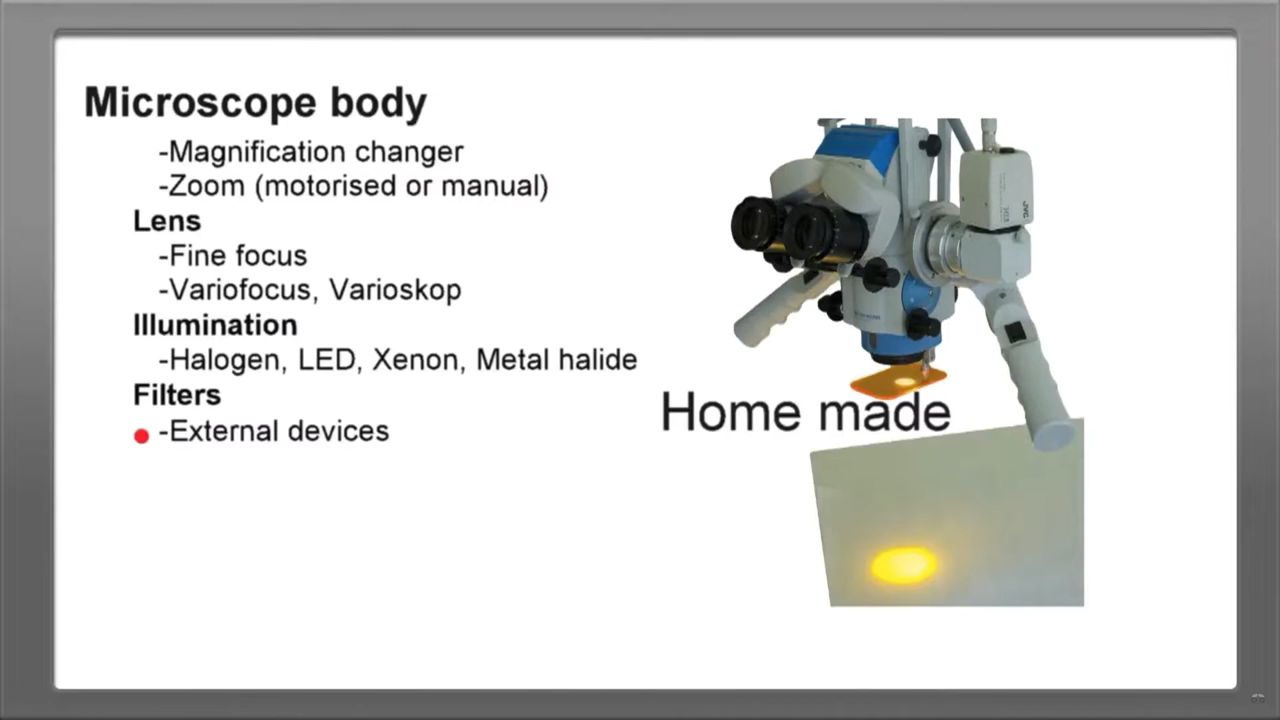 Microscope body
-Magnification changer
-Zoom (motorised or manual)
Lens
-Fine focus
-Variofocus, Varioskop
Illumination
-Halogen, LED, Xenon, Metal halide
Filters
-External devices
Home made
JVC